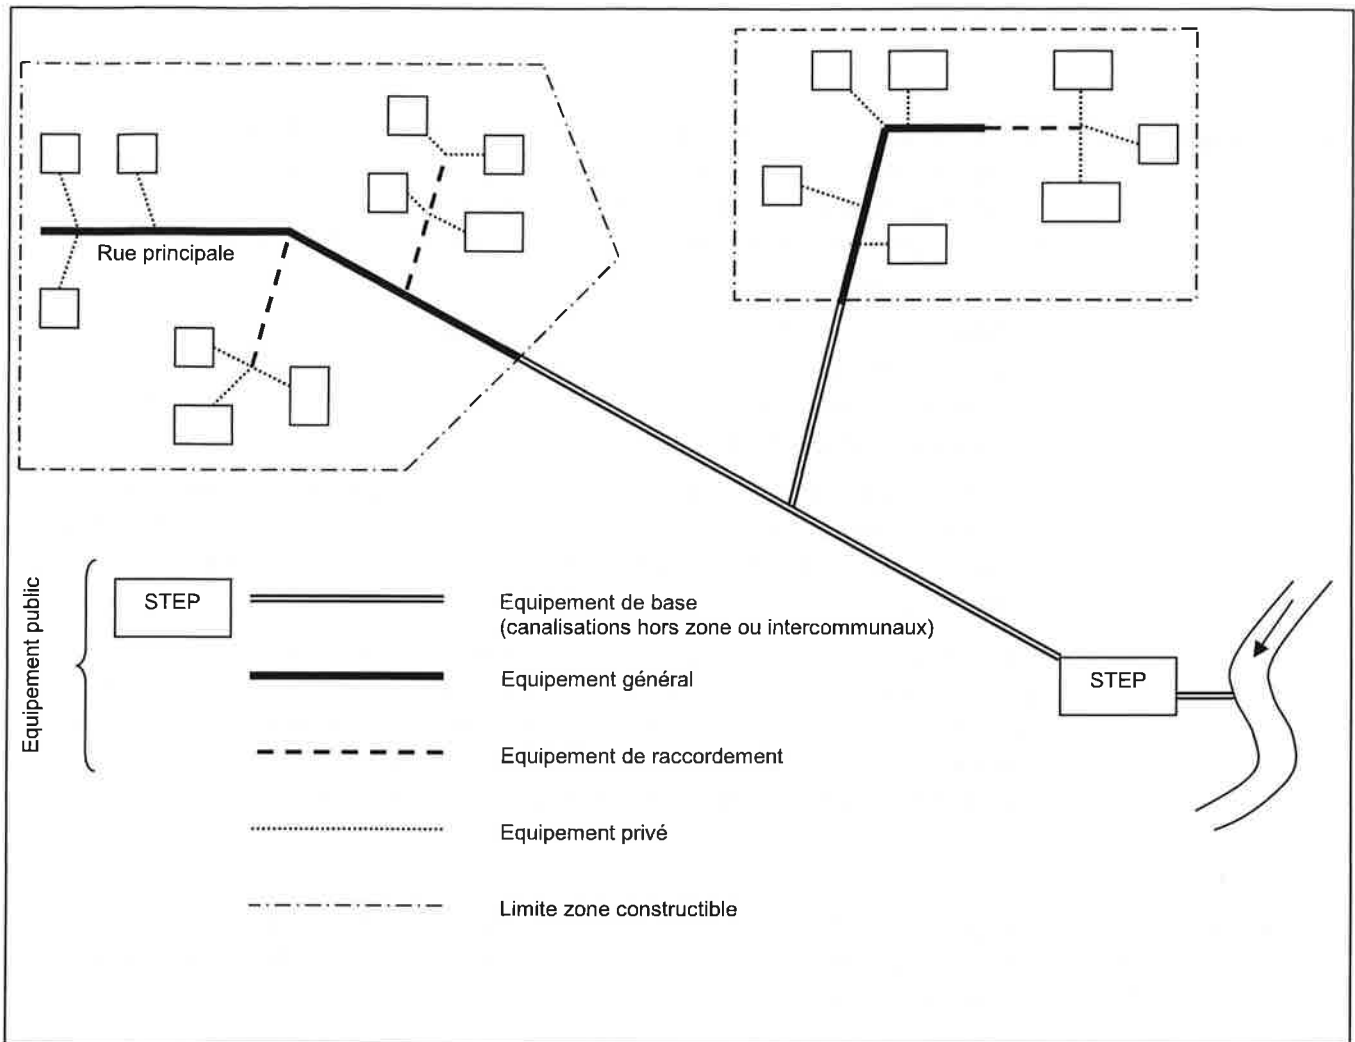 Rue principale
Equipement public
STEP
Equipement de base
(canalisations hors zone ou intercommunaux)
Equipement général
Equipement de raccordement
Equipement privé
Limite zone constructible
STEP